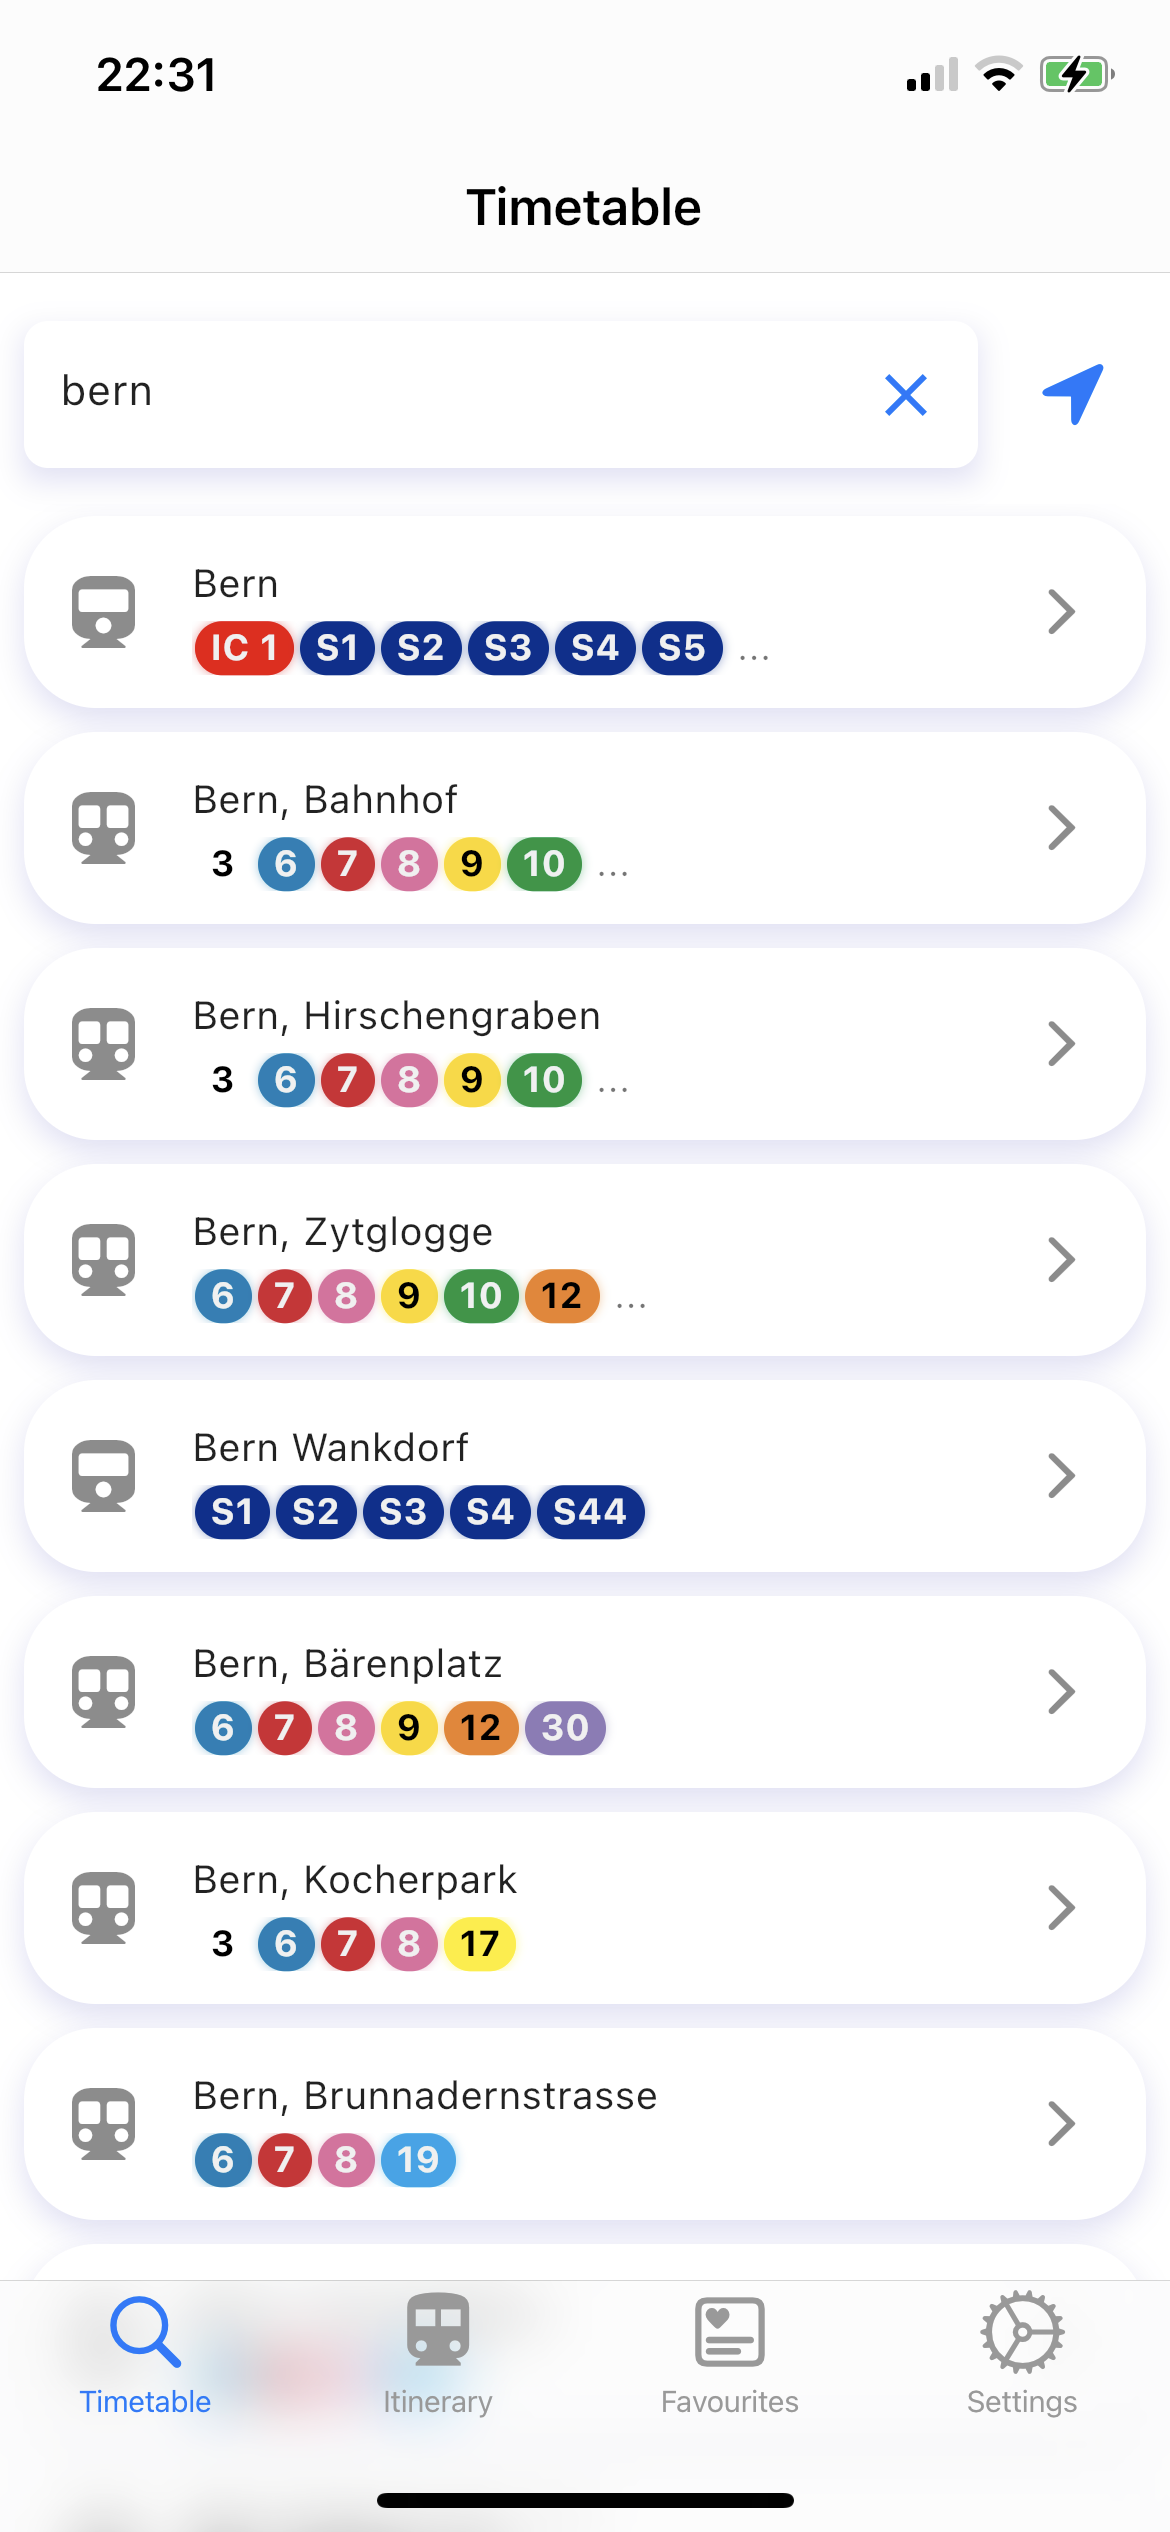 22:31
Timetable
bern
Bern
IC 1 S1 S2 S3 S4 S5 ...
Bern, Bahnhof
3 6 7 8 9 10 ...
Bern, Hirschengraben
3 6 7 8 9 10 ...
Bern, Zytglogge
6 7 8 9 10 12 ...
Bern Wankdorf
S1 S2 S3 S4 S44
Bern, Bärenplatz
6 7 8 9 12 30
Bern, Kocherpark
3 6 7 8 17
Bern, Brunnadernstrasse
6 7 8 19
Timetable Itinerary Favourites Settings